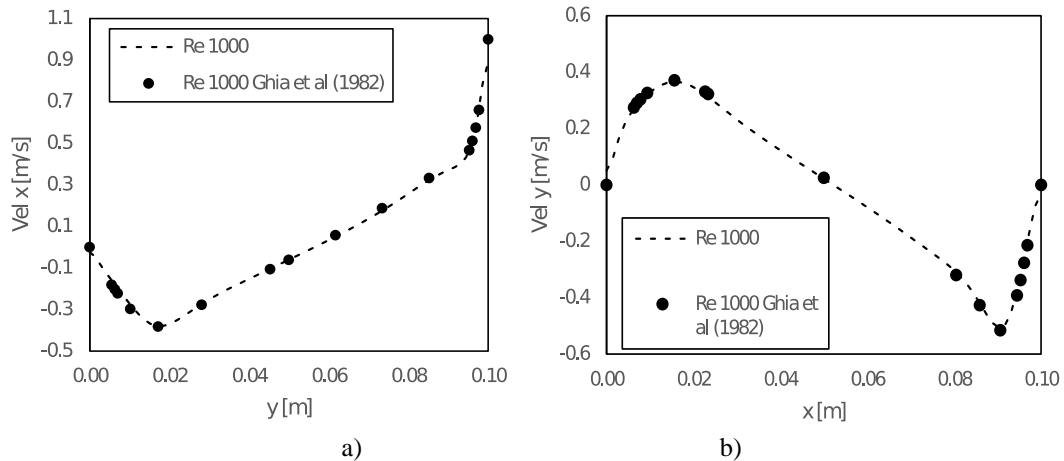 1.1
0.9
0.7
0.5
0.3
0.1
-0.1
-0.3
-0.5
Vel x [m/s]
Re 1000
Re 1000 Ghia et al (1982)
0.00 0.02 0.04 0.06 0.08 0.10
y [m]
a)
0.6
0.4
0.2
0
-0.2
-0.4
-0.6
Vel y [m/s]
Re 1000
Re 1000 Ghia et
al (1982)
0.00 0.02 0.04 0.06 0.08 0.10
x [m]
b)